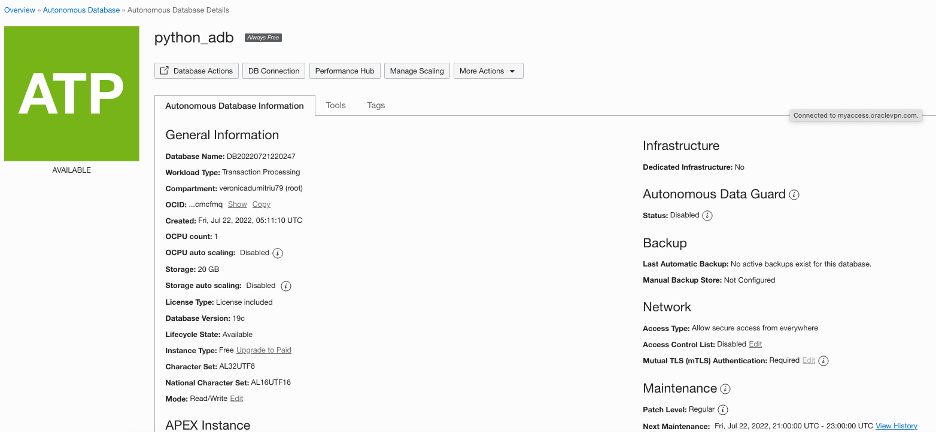 Overview » Autonomous Database » Autonomous Database Details
ATP
AVAILABLE
python_adb Always Free
Database Actions DB Connection Performance Hub Manage Scaling More Actions
Autonomous Database Information Tools Tags
Connected to myaccess.oraclevpn.com.
General Information
Database Name: DB20220721220247
Workload Type: Transaction Processing
Compartment: veronicadumitriu79 (root)
OCID: ...cmcfmq Show Copy
Created: Fri, Jul 22, 2022, 05:11:10 UTC
OCPU count: 1
OCPU auto scaling: Disabled i
Storage: 20 GB
Storage auto scaling: Disabled i
License Type: License included
Database Version: 19c
Lifecycle State: Available
Instance Type: Free Upgrade to Paid
Character Set: AL32UTF8
National Character Set: AL16UTF16
Mode: Read/Write Edit
APEX Instance
Infrastructure
Dedicated Infrastructure: No
Autonomous Data Guard i
Status: Disabled i
Backup
Last Automatic Backup: No active backups exist for this database.
Manual Backup Store: Not Configured
Network
Access Type: Allow secure access from everywhere
Access Control List: Disabled Edit
Mutual TLS (mTLS) Authentication: Required Edit i
Maintenance i
Patch Level: Regular i
Next Maintenance: Fri, Jul 22, 2022, 21:00:00 UTC - 23:00:00 UTC View History